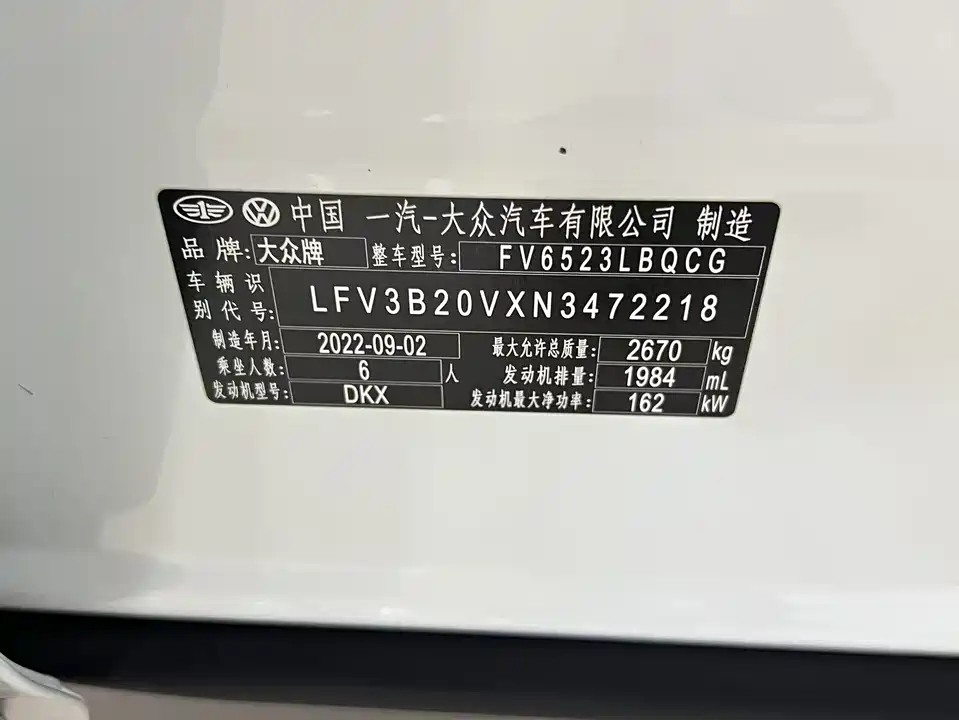 中国 一汽-大众汽车有限公司 制造
品牌: 大众牌 整车型号: FV6523LBQCG
车辆识别代号: LFV3B20VXN3472218
制造年月: 2022-09-02 最大允许总质量: 2670 kg
乘坐人数: 6 人 发动机排量: 1984 mL
发动机型号: DKX 发动机最大净功率: 162 kW